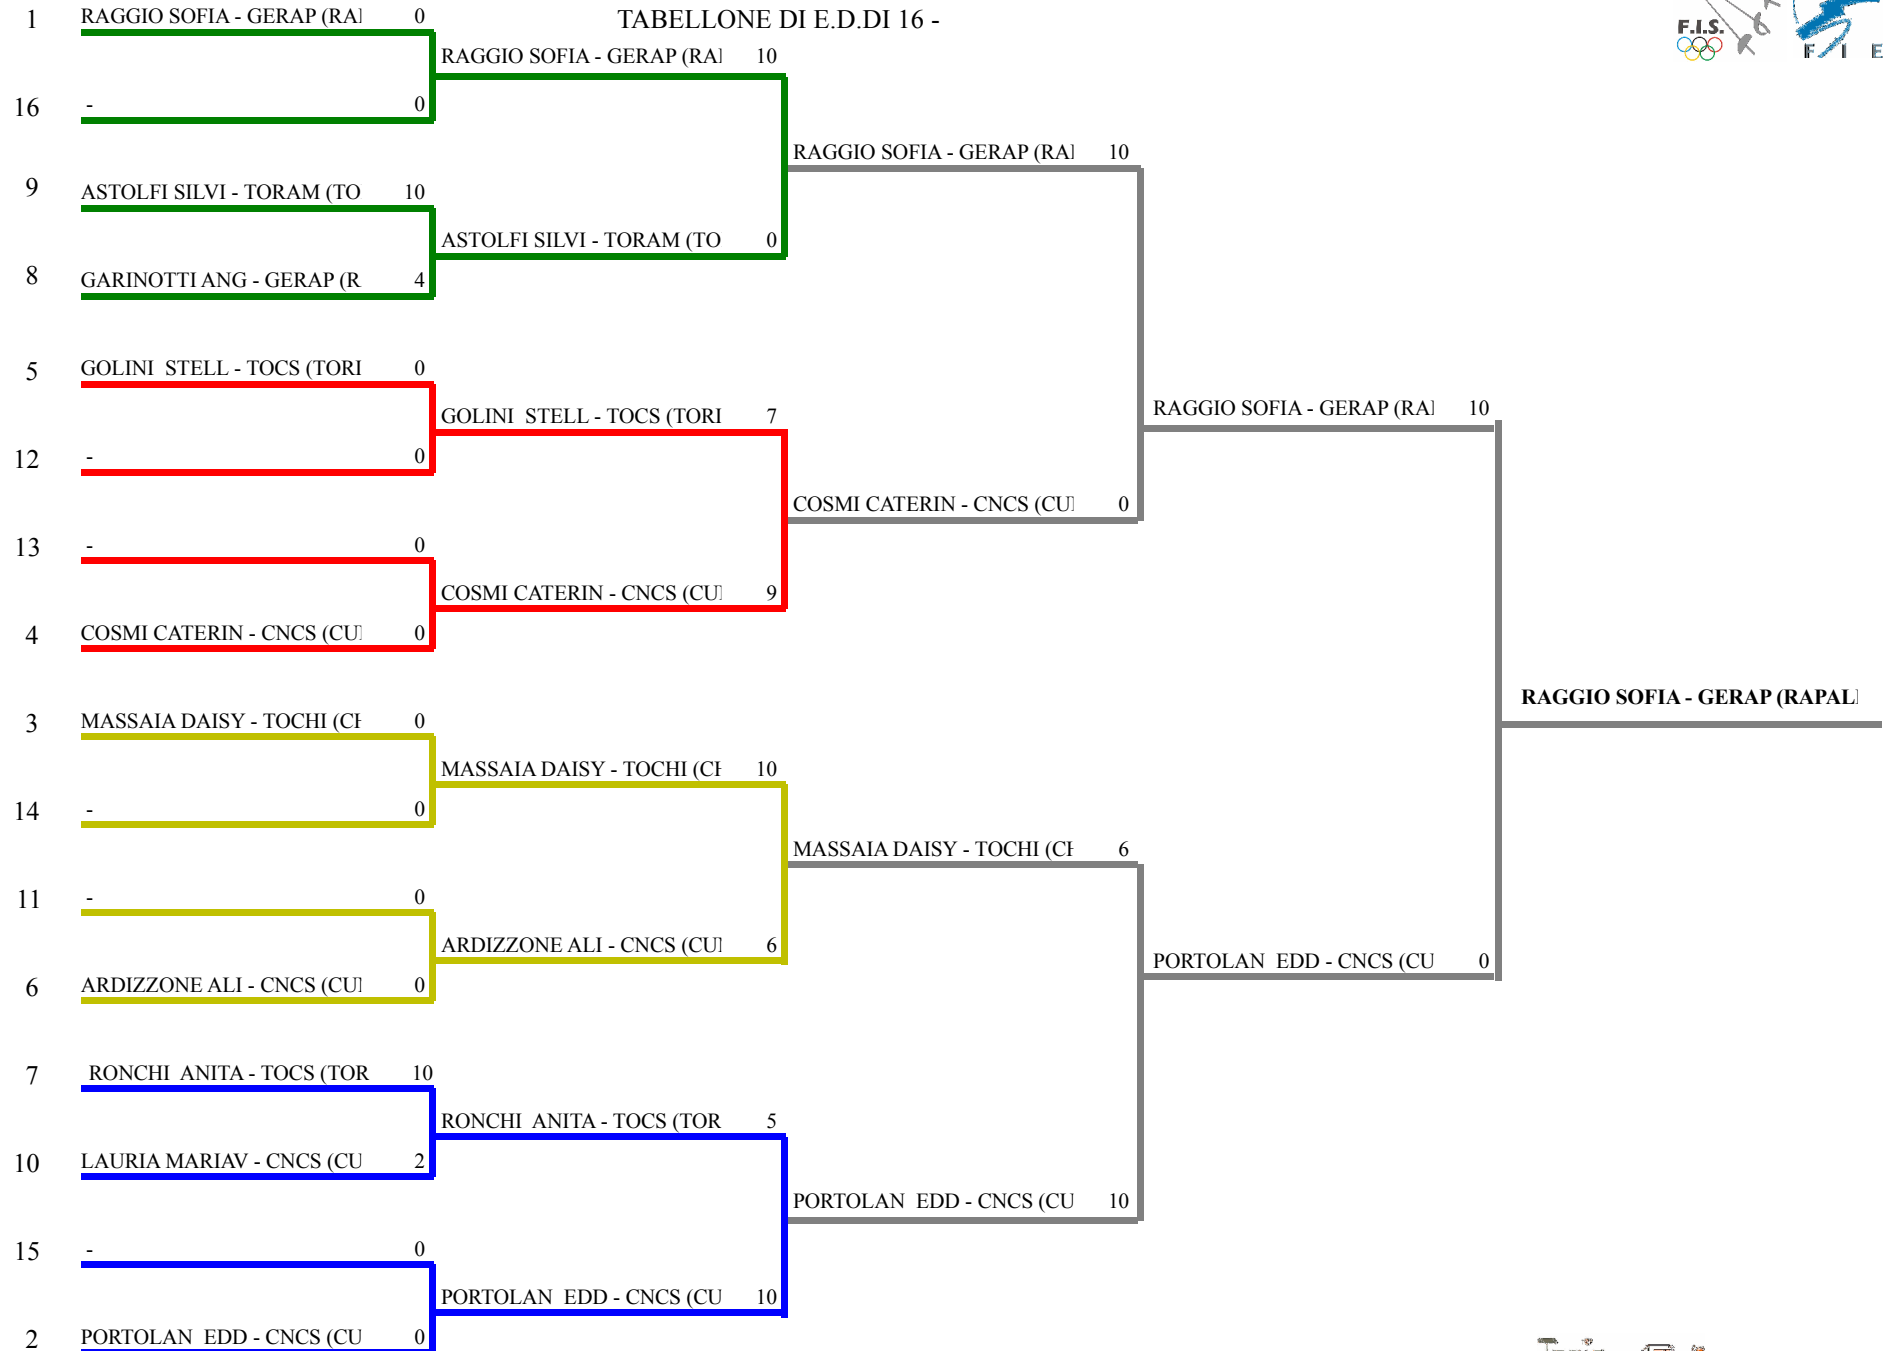 1 RAGGIO SOFIA - GERAP (RA 0
TABELLONE DI E.D.DI 16 -
F.I.S.
F I E
RAGGIO SOFIA - GERAP (RA 10
16 - 0
RAGGIO SOFIA - GERAP (RA 10
9 ASTOLFI SILVI - TORAM (TO 10
ASTOLFI SILVI - TORAM (TO 0
8 GARINOTTI ANG - GERAP (R 4
5 GOLINI STELL - TOCS (TORI 0
GOLINI STELL - TOCS (TORI 7
RAGGIO SOFIA - GERAP (RA 10
12 - 0
COSMI CATERIN - CNCS (CU 0
13 - 0
COSMI CATERIN - CNCS (CU 9
4 COSMI CATERIN - CNCS (CU 0
RAGGIO SOFIA - GERAP (RAPAL
3 MASSAIA DAISY - TOCHI (C 0
MASSAIA DAISY - TOCHI (C 10
14 - 0
MASSAIA DAISY - TOCHI (C 6
11 - 0
ARDIZZONE ALI - CNCS (CU 6
PORTOLAN EDD - CNCS (CU 0
6 ARDIZZONE ALI - CNCS (CU 0
7 RONCHI ANITA - TOCS (TOR 10
RONCHI ANITA - TOCS (TOR 5
10 LAURIA MARIAV - CNCS (CU 2
PORTOLAN EDD - CNCS (CU 10
15 - 0
PORTOLAN EDD - CNCS (CU 10
2 PORTOLAN EDD - CNCS (CU 0